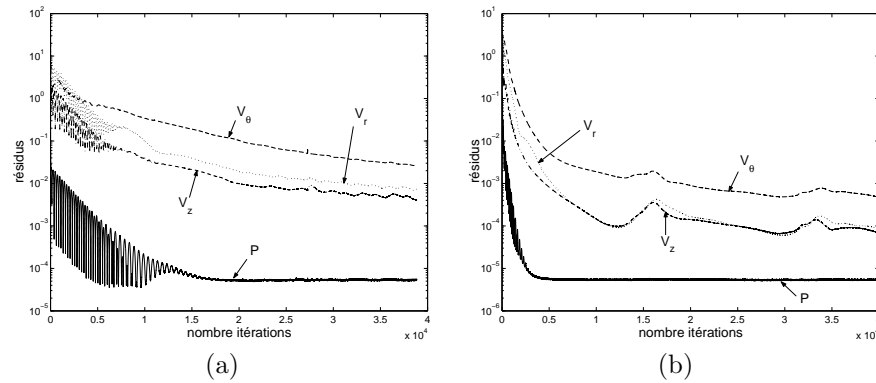 10^2
10^1
10^0
10^-1
10^-2
10^-3
10^-4
10^-5
résidus
V_θ
V_r
V_z
P
0 0.5 1 1.5 2 2.5 3 3.5 4
nombre itérations
x 10^4
(a)
10^1
10^0
10^-1
10^-2
10^-3
10^-4
10^-5
10^-6
résidus
V_r
V_θ
V_z
P
0 0.5 1 1.5 2 2.5 3 3.5
nombre itérations
x 10
(b)